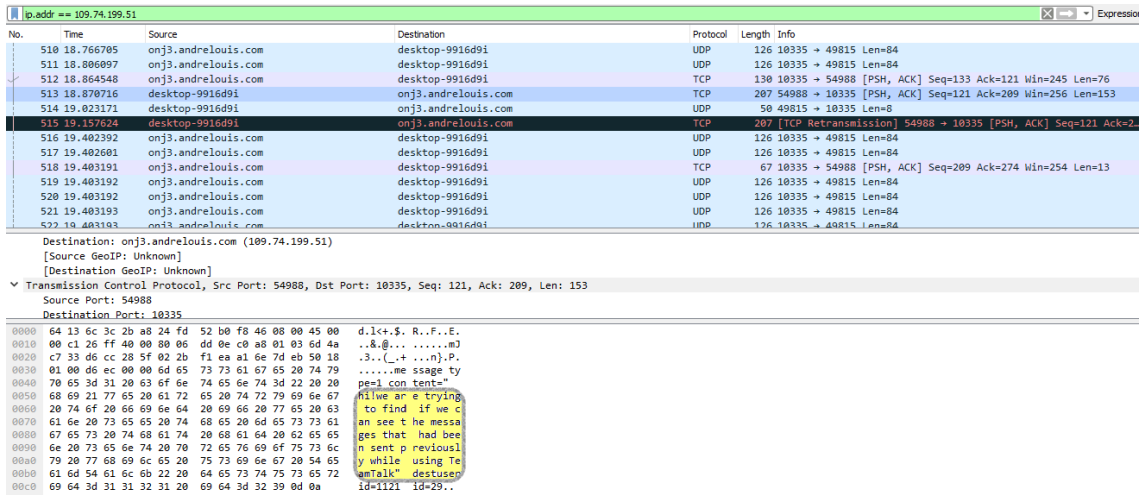 ip.addr == 109.74.199.51 Expression
No. Time Source Destination Protocol Length Info
510 18.766705 onj3.andrelouis.com desktop-9916d9i UDP 126 10335 → 49815 Len=84
511 18.806097 onj3.andrelouis.com desktop-9916d9i UDP 126 10335 → 49815 Len=84
512 18.864548 onj3.andrelouis.com desktop-9916d9i TCP 130 10335 → 54988 [PSH, ACK] Seq=133 Ack=121 Win=245 Len=76
513 18.870716 desktop-9916d9i onj3.andrelouis.com TCP 207 54988 → 10335 [PSH, ACK] Seq=121 Ack=209 Win=256 Len=153
514 19.023171 desktop-9916d9i onj3.andrelouis.com UDP 50 49815 → 10335 Len=8
515 19.157624 desktop-9916d9i onj3.andrelouis.com TCP 207 [TCP Retransmission] 54988 → 10335 [PSH, ACK] Seq=121 Ack=2…
516 19.402392 onj3.andrelouis.com desktop-9916d9i UDP 126 10335 → 49815 Len=84
517 19.402601 onj3.andrelouis.com desktop-9916d9i UDP 126 10335 → 49815 Len=84
518 19.403191 onj3.andrelouis.com desktop-9916d9i TCP 67 10335 → 54988 [PSH, ACK] Seq=209 Ack=274 Win=254 Len=13
519 19.403192 onj3.andrelouis.com desktop-9916d9i UDP 126 10335 → 49815 Len=84
520 19.403192 onj3.andrelouis.com desktop-9916d9i UDP 126 10335 → 49815 Len=84
521 19.403193 onj3.andrelouis.com desktop-9916d9i UDP 126 10335 → 49815 Len=84
522 19.403193 onj3.andrelouis.com desktop-9916d9i UDP 126 10335 → 49815 Len=84
Destination: onj3.andrelouis.com (109.74.199.51)
[Source GeoIP: Unknown]
[Destination GeoIP: Unknown]
Transmission Control Protocol, Src Port: 54988, Dst Port: 10335, Seq: 121, Ack: 209, Len: 153
Source Port: 54988
Destination Port: 10335
0000 64 13 6c 3c 2b a8 24 fd 52 b0 f8 46 08 00 45 00 d.l<+.$. R..F..E.
0010 00 c1 26 ff 40 00 80 06 dd 0e c0 a8 01 03 6d 4a ..&.@... ......mJ
0020 c7 33 d6 cc 28 5f 02 2b f1 ea a1 6e 7d eb 50 18 .3..(_.+ ...n}.P.
0030 01 00 d6 ec 00 00 6d 65 73 73 61 67 65 20 74 79 ......me ssage ty
0040 70 65 3d 31 20 63 6f 6e 74 65 6e 74 3d 22 20 20 pe=1 con tent="
0050 68 69 21 77 65 20 61 72 65 20 74 72 79 69 6e 67 hi!we ar e trying
0060 20 74 6f 20 66 69 6e 64 20 69 66 20 77 65 20 63 to find if we c
0070 61 6e 20 73 65 65 20 74 68 65 20 6d 65 73 73 61 an see t he messa
0080 67 65 73 20 74 68 61 74 20 68 61 64 20 62 65 65 ges that had bee
0090 6e 20 73 65 6e 74 20 70 72 65 76 69 6f 75 73 6c n sent p reviousl
00a0 79 20 77 68 69 6c 65 20 75 73 69 6e 67 20 54 65 y while using Te
00b0 61 6d 54 61 6c 6b 22 20 64 65 73 74 75 73 65 72 amTalk" destuser
00c0 69 64 3d 31 31 32 31 20 69 64 3d 32 39 0d 0a id=1121 id=29..